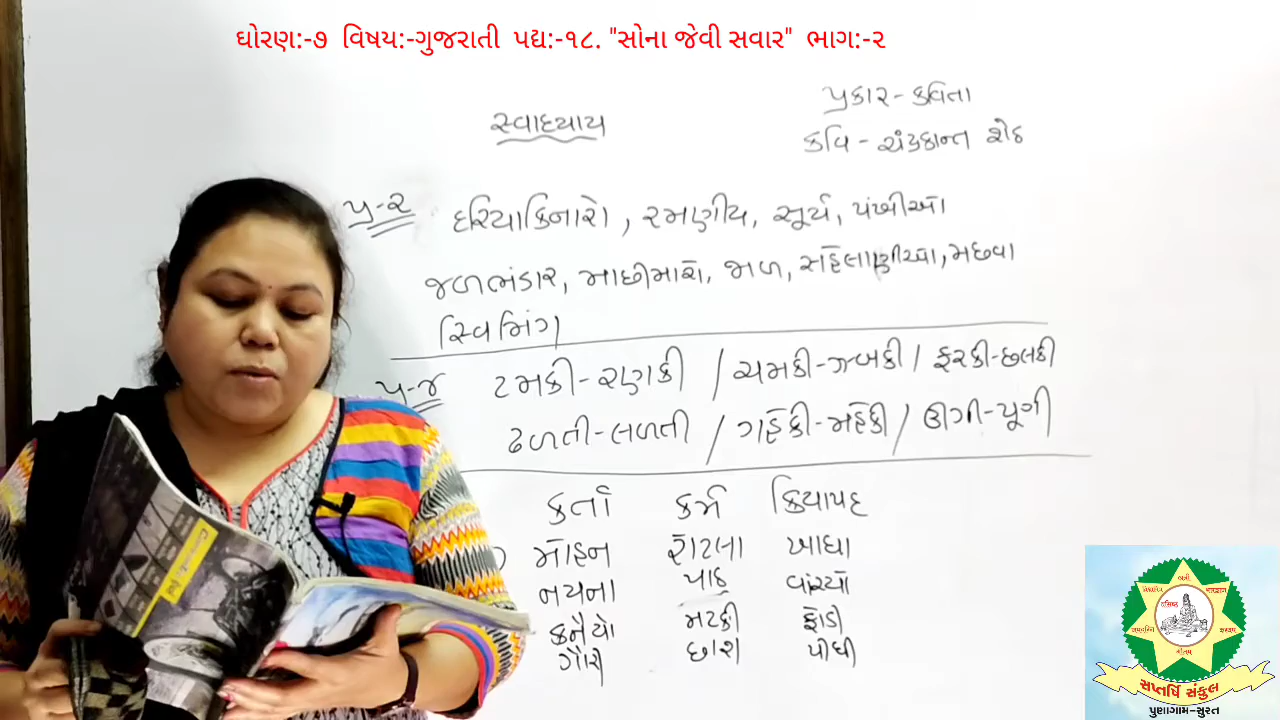 ધોરણ:-૭ વિષય:-ગુજરાતી પદ્ય:-૧૮. "સોના જેવી સવાર" ભાગ:-૨
પ્રકાર - કવિતા
સ્વાધ્યાય
કવિ - ચંદ્રકાન્ત શેઠ
પ્ર-૨ દરિયાકિનારો, રમણીય, સૂર્ય, પંખીઓ
જળભંડાર, માછીમારો, જાળ, સહેલાણીઓ, મછવા
સ્વિમિંગ
પ્ર-૪ ટમકી-રણકી / ચમકી-ઝબકી / ફરકી-છલકી
ઢળતી-લળતી / ગહેકી-મહેકી / ઊગી-પૂગી
કર્તા કર્મ ક્રિયાપદ
મોહન રોટલા ખાધા
નયના પાઠ વાંચ્યો
કનૈયો મટકી ફોડી
ગૌરી છાશ પીધી
સપ્તર્ષિ સંકુલ
પુણાગામ-સુરત